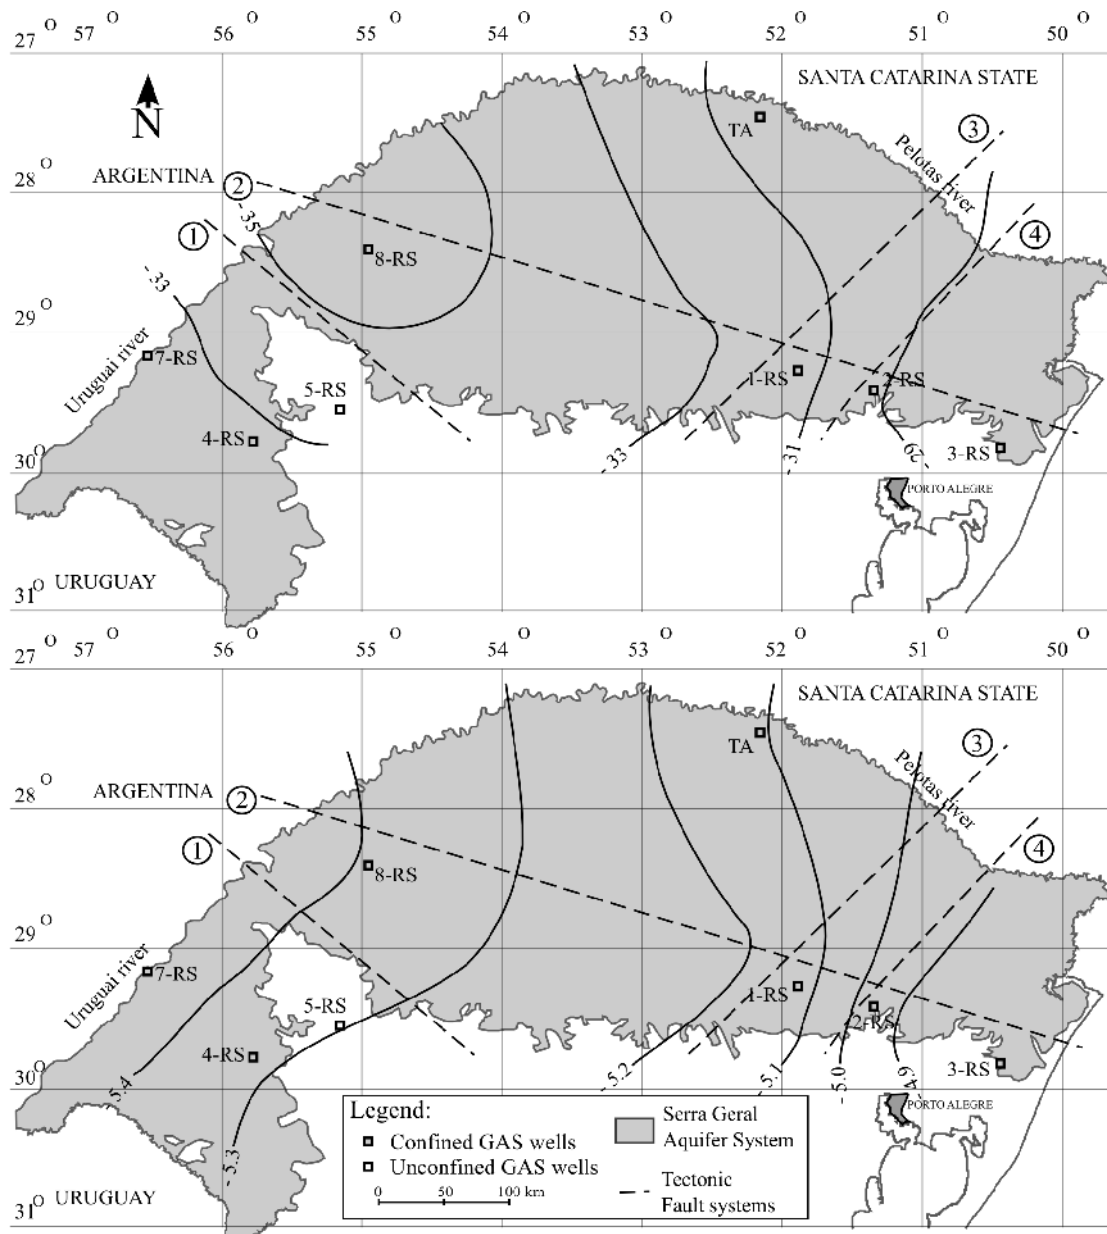 57 O 56 O 55 O 54 O 53 O 52 O 51 O 50 O
27 O
SANTA CATARINA STATE
N
TA
3
Pelotas river
28 O
ARGENTINA
2
1
- 35
8-RS
4
- 33
29 O
Uruguai river
7-RS
5-RS
1-RS
2-RS
4-RS
30 O
- 33
- 31
- 29
3-RS
PORTO ALEGRE
31 O
URUGUAY
57 O 56 O 55 O 54 O 53 O 52 O 51 O 50 O
27 O
SANTA CATARINA STATE
TA
3
Pelotas river
28 O
ARGENTINA
2
1
8-RS
4
29 O
Uruguai river
7-RS
5-RS
1-RS
2-RS
4-RS
30 O
- 5.4
- 5.2
- 5.1
- 5.0
- 4.9
3-RS
PORTO ALEGRE
- 5.3
31 O
URUGUAY
Legend:
Confined GAS wells
Unconfined GAS wells
0 50 100 km
Serra Geral
Aquifer System
Tectonic
Fault systems